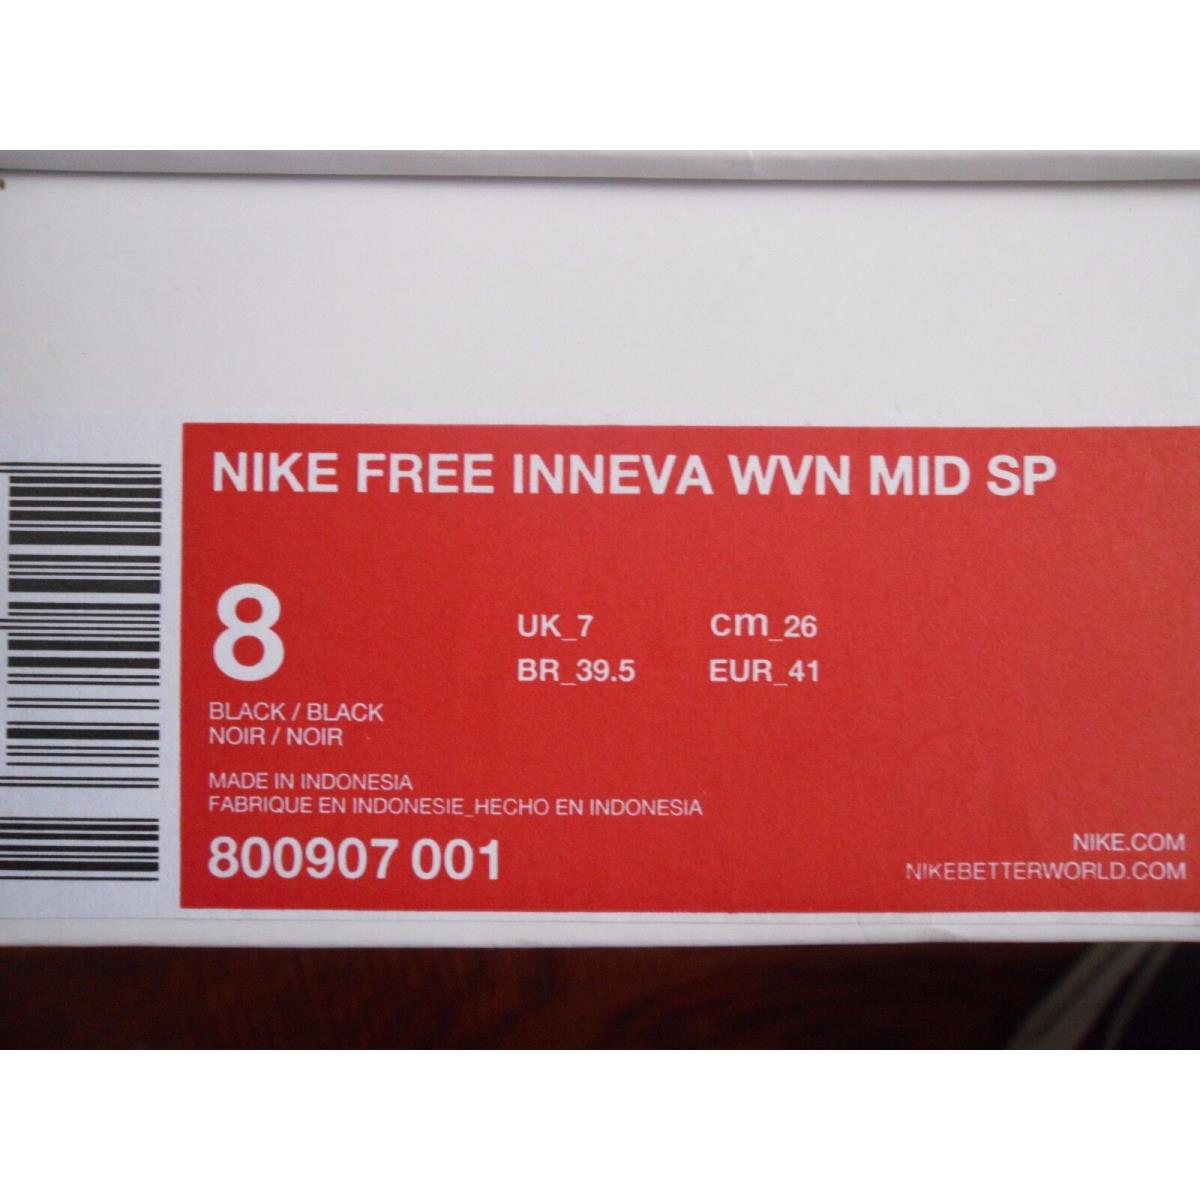 NIKE FREE INNEVA WVN MID SP
8
UK_7 cm_26
BR_39.5 EUR_41
BLACK / BLACK
NOIR / NOIR
MADE IN INDONESIA
FABRIQUE EN INDONESIE_HECHO EN INDONESIA
800907 001
NIKE.COM
NIKEBETTERWORLD.COM